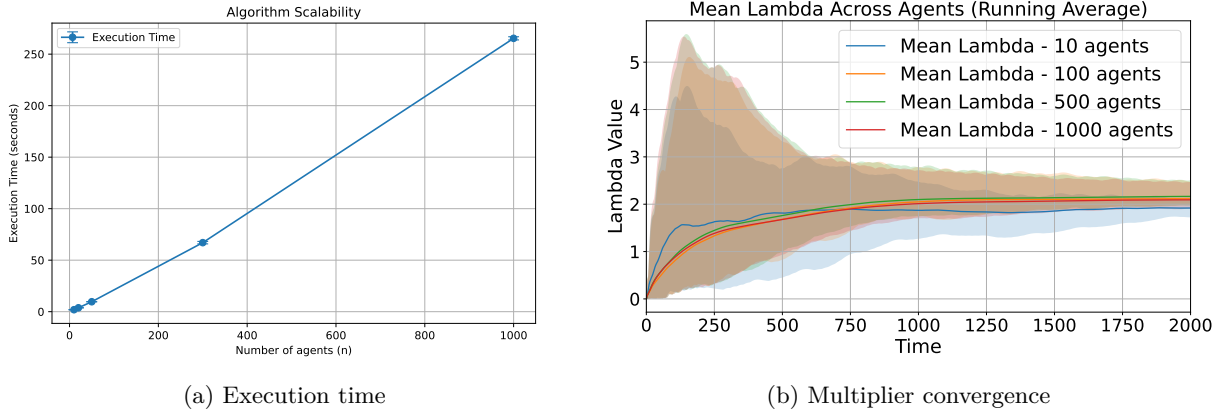 Algorithm Scalability
Execution Time
Execution Time (seconds)
250
200
150
100
50
0
0 200 400 600 800 1000
Number of agents (n)
(a) Execution time
Mean Lambda Across Agents (Running Average)
Mean Lambda - 10 agents
Mean Lambda - 100 agents
Mean Lambda - 500 agents
Mean Lambda - 1000 agents
Lambda Value
5
4
3
2
1
0
0 250 500 750 1000 1250 1500 1750 2000
Time
(b) Multiplier convergence